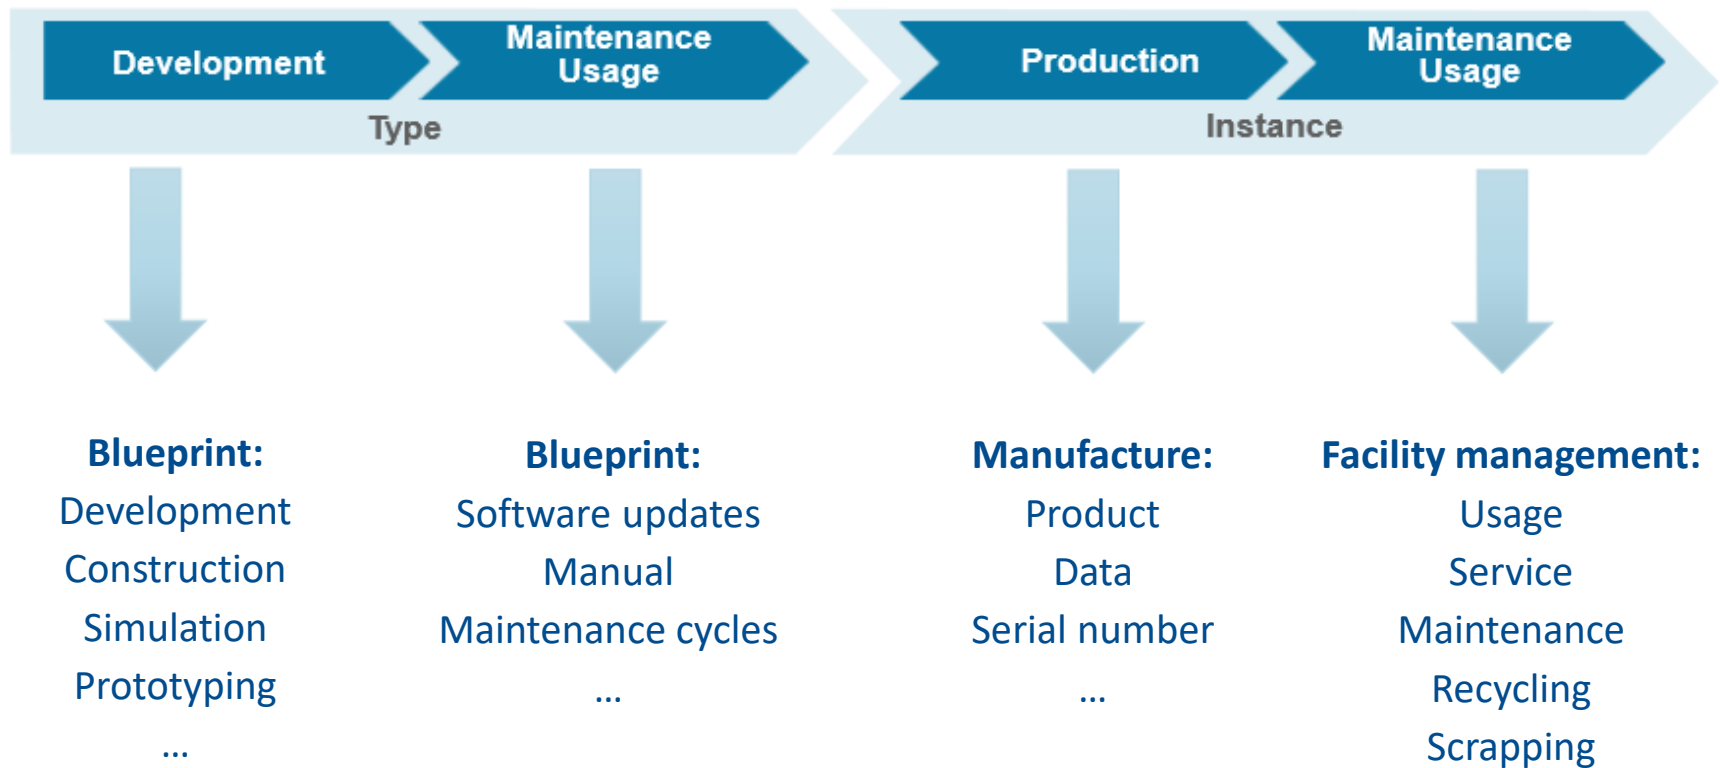 Development
Maintenance
Usage
Type
Production
Maintenance
Usage
Instance
Blueprint:
Development
Construction
Simulation
Prototyping
...
Blueprint:
Software updates
Manual
Maintenance cycles
...
Manufacture:
Product
Data
Serial number
...
Facility management:
Usage
Service
Maintenance
Recycling
Scrapping